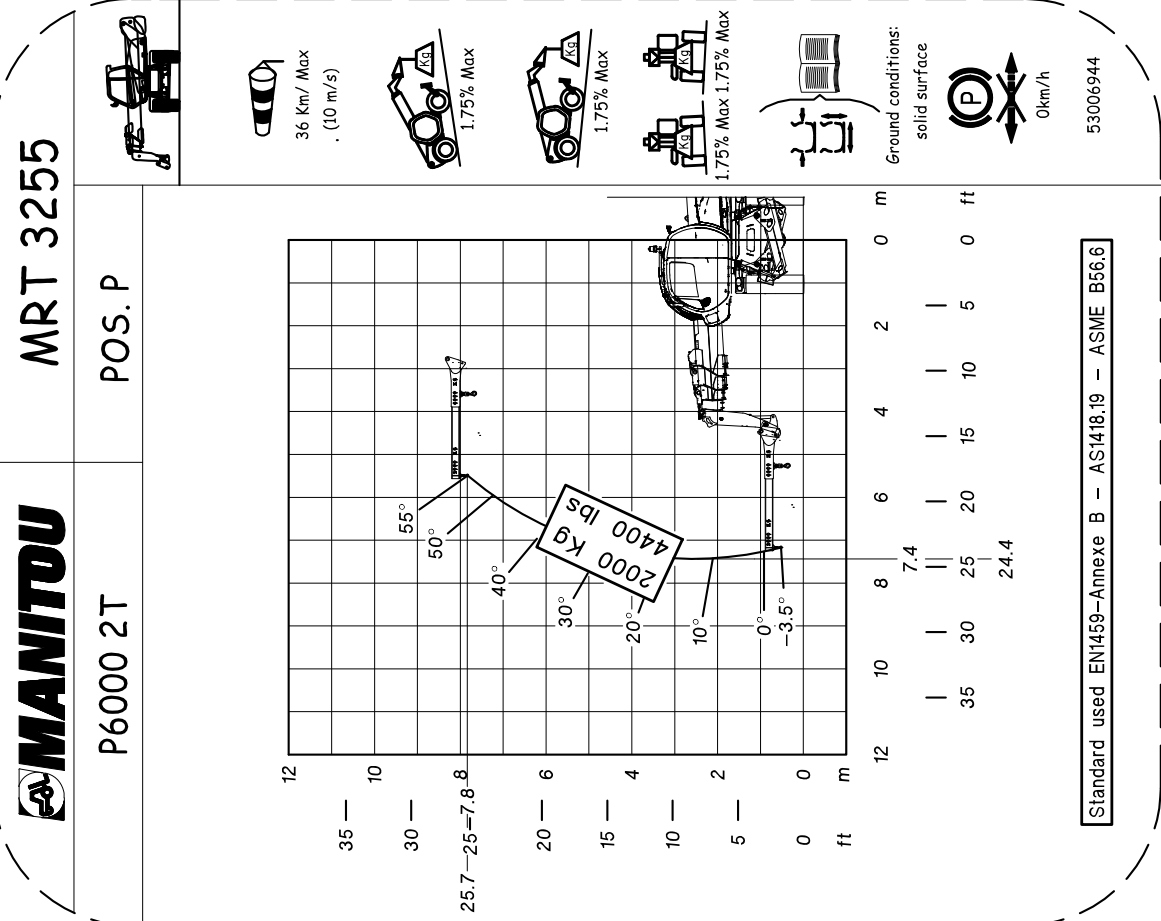 MANITOU
MRT 3255
P6000 2T
POS. P
36 Km/ Max
. (10 m/s)
Kg
1.75% Max
Kg
1.75% Max
Kg
Kg
1.75% Max 1.75% Max
Ground conditions:
solid surface
P
0km/h
53006944
35
30
25.7 25 7.8
20
15
10
5
0
ft
12
10
8
6
4
2
0
m
55°
50°
40°
30°
20°
10°
0°
-3.5°
2000 Kg
4400 lbs
12
10
8
7.4
6
4
2
0
m
35
30
25
24.4
20
15
10
5
0
ft
Standard used EN1459-Annexe B - AS1418.19 - ASME B56.6